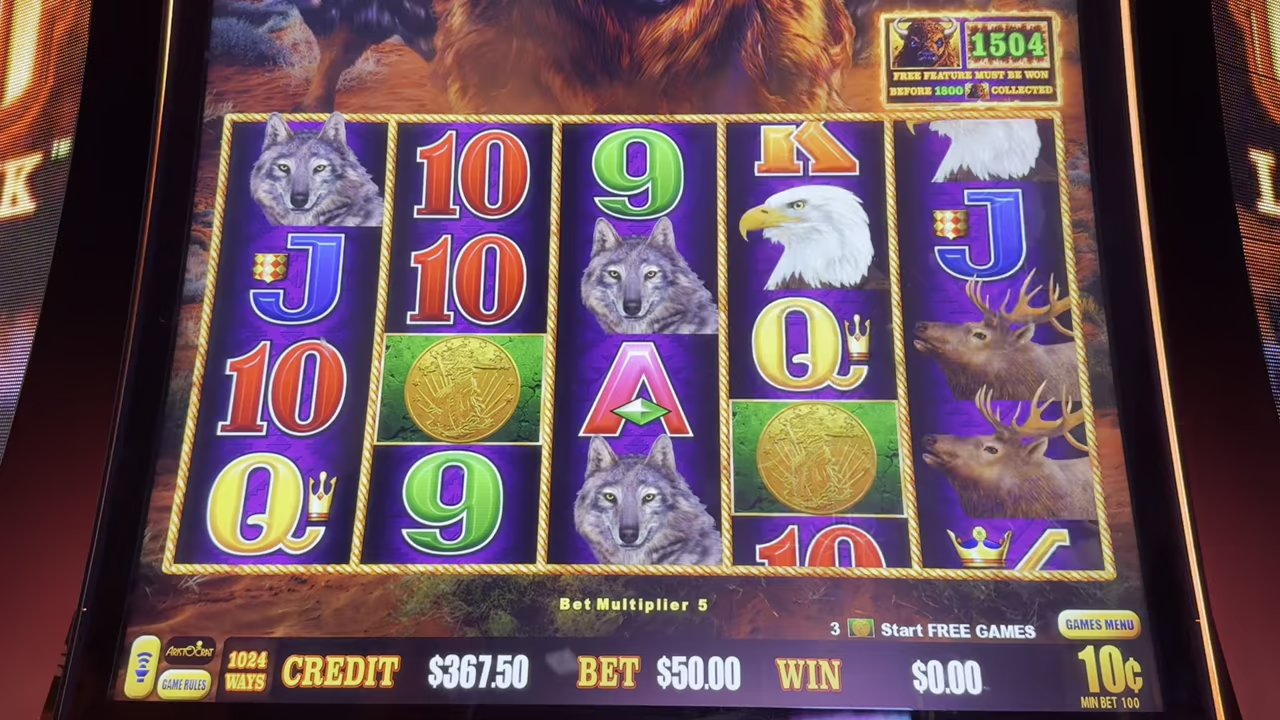 1504
FREE FEATURE MUST BE WON
BEFORE 1800 COLLECTED
K
10
9
K
J
10
J
10
A
Q
Q
9
10
Bet Multiplier 5
3 Start FREE GAMES
GAMES MENU
ARISTOCRAT
GAME RULES
1024
WAYS
CREDIT $367.50
BET $50.00
WIN $0.00
10¢
MIN BET 100